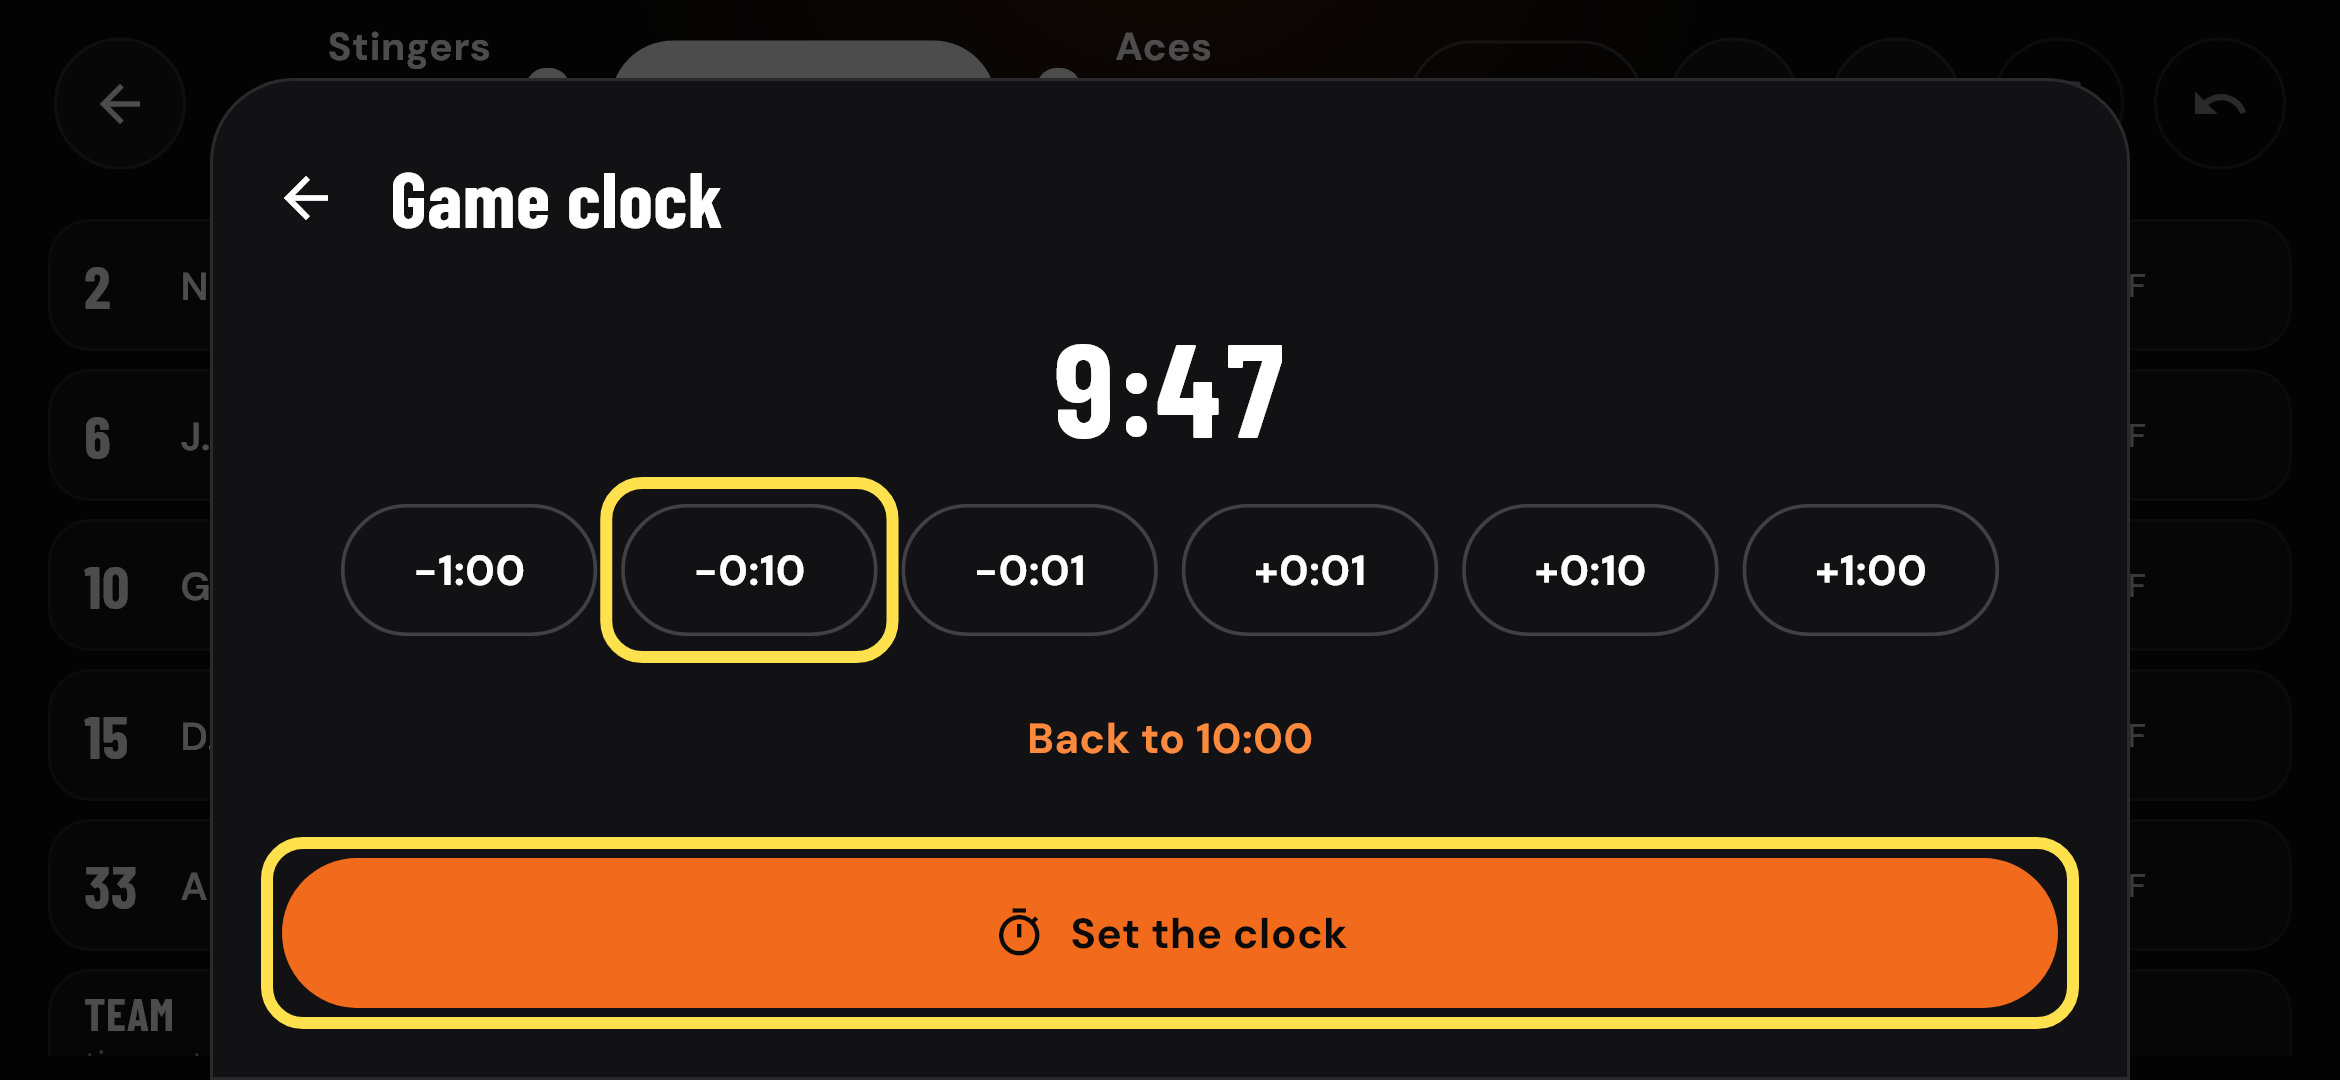 Stingers
Aces
Game clock
9:47
-1:00 -0:10 -0:01 +0:01 +0:10 +1:00
Back to 10:00
Set the clock
2 N
6 J.
10 G
15 D.
33 A
TEAM
F
F
F
F
F